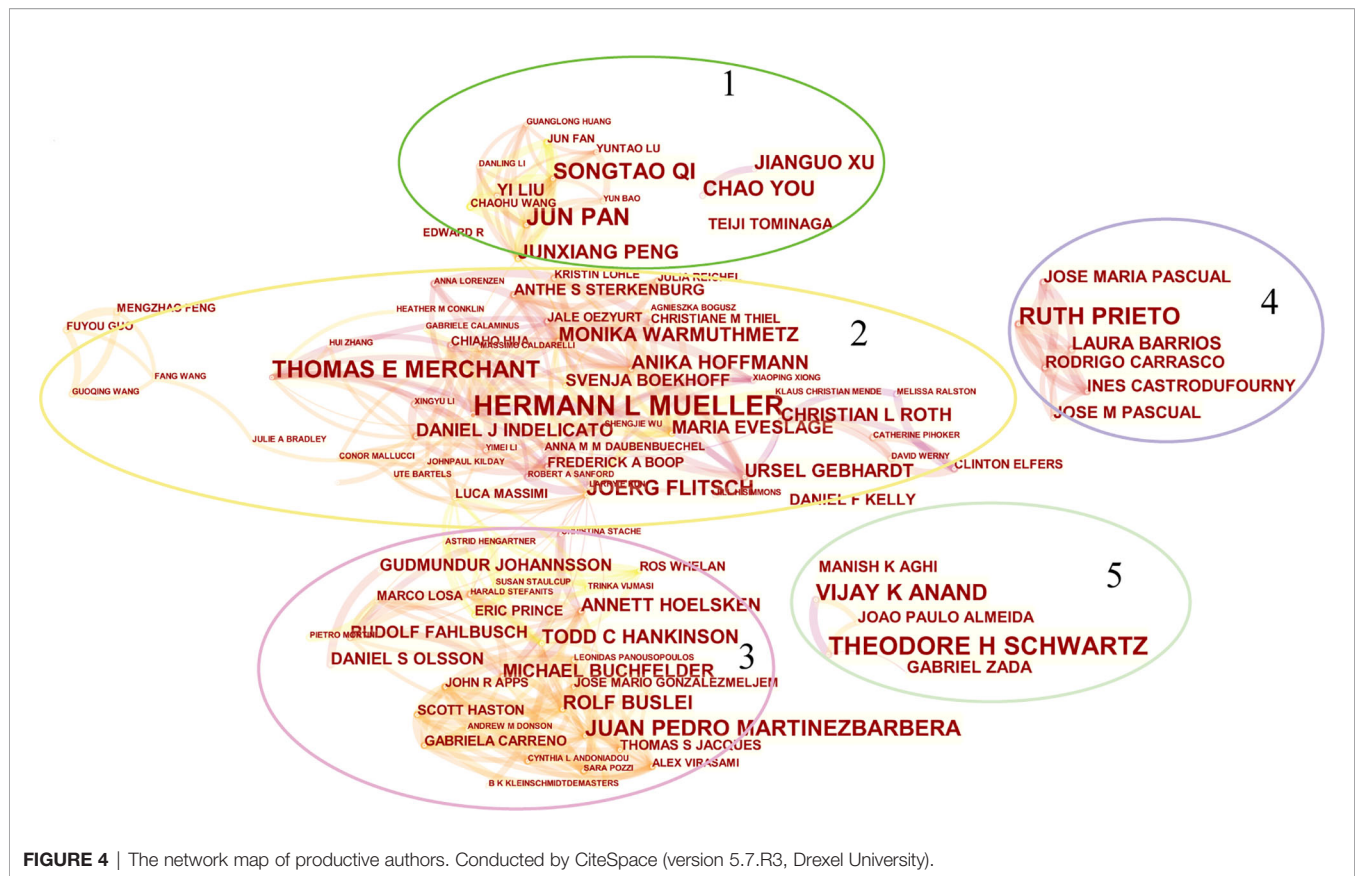 1
GUANGLONG HUANG
JUN FAN
YUNTAO LU
DANLING LI
SONGTAO QI
JIANGUO XU
YI LIU
CHAO YOU
CHAOHU WANG
YUN BAO
JUN PAN
TEIJI TOMINAGA
EDWARD R
JUNXIANG PENG
2
KRISTIN LOHLE
JULIA REICHEL
ANNA LORENZEN
ANTHE S STERKENBURG
MENGZHAO FENG
HEATHER M CONKLIN
AGNIESZKA BOGUSZ
JALE OEZYURT
CHRISTIANE M THIEL
FUYOU GUO
GABRIELE CALAMINUS
MONIKA WARMUTHMETZ
HUI ZHANG
CHIAHO HUA
MASSIMO CALDARELLI
THOMAS E MERCHANT
ANIKA HOFFMANN
FANG WANG
SVENJA BOEKHOFF
XIAOPING XIONG
GUOQING WANG
KLAUS CHRISTIAN MENDE
MELISSA RALSTON
XINGYU LI
HERMANN L MUELLER
CHRISTIAN L ROTH
DANIEL J INDELICATO
SHENGJIE WU
MARIA EVESLAGE
JULIE A BRADLEY
CATHERINE PIHOKER
YIMEI LI
ANNA M M DAUBENBUECHEL
CONOR MALLUCCI
JOHNPAUL KILDAY
FREDERICK A BOOP
DAVID WERNY
CLINTON ELFERS
UTE BARTELS
ROBERT A SANFORD
URSEL GEBHARDT
JOERG FLITSCH
LUCA MASSIMI
DANIEL F KELLY
4
JOSE MARIA PASCUAL
RUTH PRIETO
LAURA BARRIOS
RODRIGO CARRASCO
INES CASTRODUFOURNY
JOSE M PASCUAL
3
STACHE
ASTRID HENGARTNER
GUDMUNDUR JOHANNSSON
ROS WHELAN
SUSAN STAULCUP
TRINKA VIJMASI
MARCO LOSA
HARALD STEFANITS
ERIC PRINCE
ANNETT HOELSKEN
PIETRO
RUDOLF FAHLBUSCH
TODD C HANKINSON
DANIEL S OLSSON
LEONIDAS PANOUSOPOULOS
MICHAEL BUCHFELDER
JOHN R APPS
JOSE MARIO GONZALEZMELJEM
SCOTT HASTON
ROLF BUSLEI
ANDREW M DONSON
JUAN PEDRO MARTINEZBARBERA
GABRIELA CARRENO
THOMAS S JACQUES
CYNTHIA L ANDONIADOU
SARA POZZI
ALEX VIRASAMI
B K KLEINSCHMIDTDEMASTERS
5
MANISH K AGHI
VIJAY K ANAND
JOAO PAULO ALMEIDA
THEODORE H SCHWARTZ
GABRIEL ZADA
FIGURE 4 | The network map of productive authors. Conducted by CiteSpace (version 5.7.R3, Drexel University).